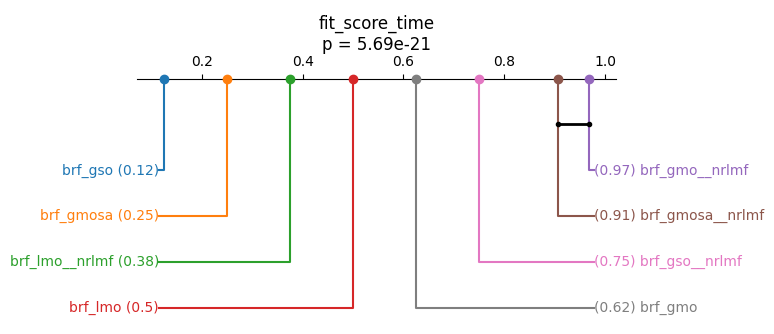 fit_score_time
p = 5.69e-21
0.2 0.4 0.6 0.8 1.0
brf_gso (0.12) (0.97) brf_gmo__nrlmf
brf_gmosa (0.25) (0.91) brf_gmosa__nrlmf
brf_lmo__nrlmf (0.38) (0.75) brf_gso__nrlmf
brf_lmo (0.5) (0.62) brf_gmo